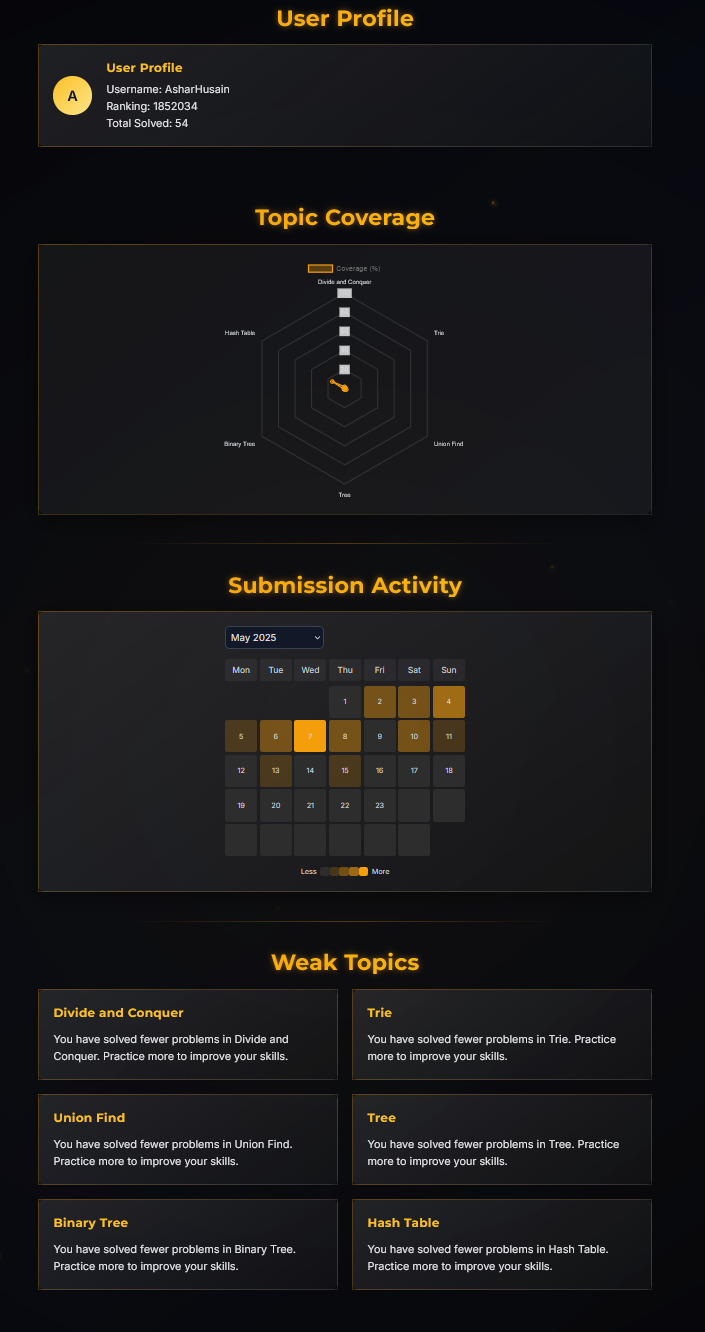 User Profile
A
User Profile
Username: AsharHusain
Ranking: 1852034
Total Solved: 54
Topic Coverage
Coverage (%)
Divide and Conquer
Hash Table
Trie
Binary Tree
Union Find
Tree
Submission Activity
May 2025
Mon Tue Wed Thu Fri Sat Sun
1 2 3 4
5 6 7 8 9 10 11
12 13 14 15 16 17 18
19 20 21 22 23
Less More
Weak Topics
Divide and Conquer
You have solved fewer problems in Divide and
Conquer. Practice more to improve your skills.
Trie
You have solved fewer problems in Trie. Practice
more to improve your skills.
Union Find
You have solved fewer problems in Union Find.
Practice more to improve your skills.
Tree
You have solved fewer problems in Tree. Practice
more to improve your skills.
Binary Tree
You have solved fewer problems in Binary Tree.
Practice more to improve your skills.
Hash Table
You have solved fewer problems in Hash Table.
Practice more to improve your skills.